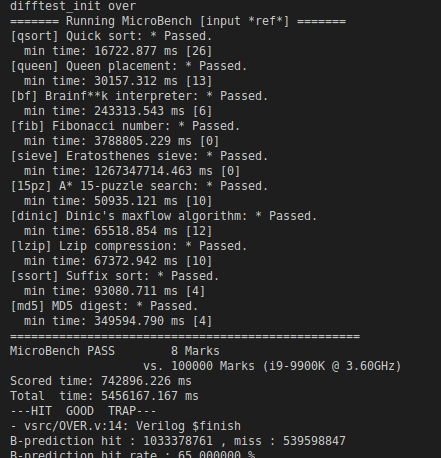 difftest_init over
======= Running MicroBench [input *ref*] =======
[qsort] Quick sort: * Passed.
  min time: 16722.877 ms [26]
[queen] Queen placement: * Passed.
  min time: 30157.312 ms [13]
[bf] Brainf**k interpreter: * Passed.
  min time: 243313.543 ms [6]
[fib] Fibonacci number: * Passed.
  min time: 3788805.229 ms [0]
[sieve] Eratosthenes sieve: * Passed.
  min time: 1267347714.463 ms [0]
[15pz] A* 15-puzzle search: * Passed.
  min time: 50935.121 ms [10]
[dinic] Dinic's maxflow algorithm: * Passed.
  min time: 65518.854 ms [12]
[lzip] Lzip compression: * Passed.
  min time: 67372.942 ms [10]
[ssort] Suffix sort: * Passed.
  min time: 93080.711 ms [4]
[md5] MD5 digest: * Passed.
  min time: 349594.790 ms [4]
==================================================
MicroBench PASS        8 Marks
                   vs. 100000 Marks (i9-9900K @ 3.60GHz)
Scored time: 742896.226 ms
Total  time: 5456167.167 ms
---HIT  GOOD  TRAP---
- vsrc/OVER.v:14: Verilog $finish
B-prediction hit : 1033378761 , miss : 539598847
B-prediction hit rate : 65.000000 %